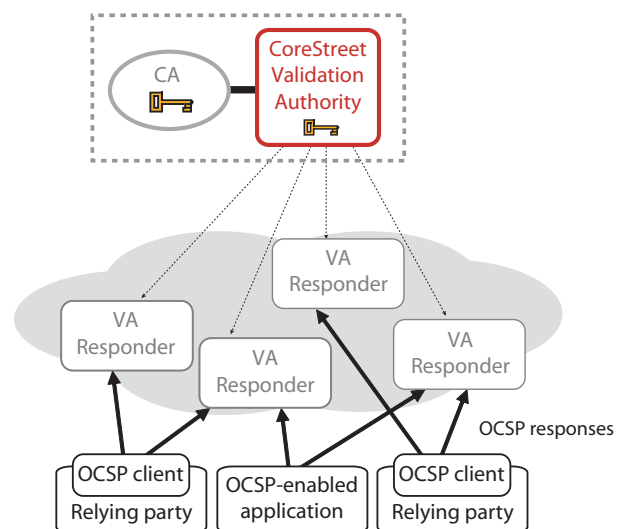 CA
CoreStreet
Validation
Authority
VA
Responder
VA
Responder
VA
Responder
VA
Responder
OCSP responses
OCSP client
Relying party
OCSP-enabled
application
OCSP client
Relying party